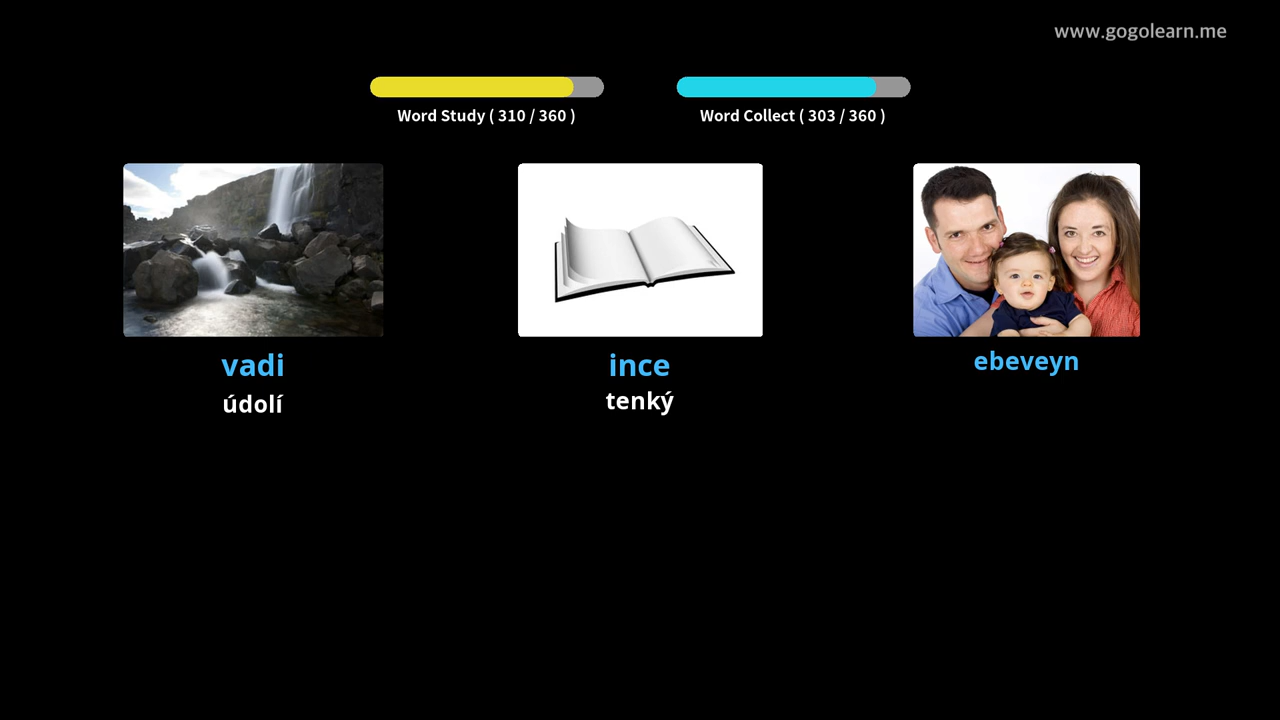 www.gogolearn.me
Word Study ( 310 / 360 )
Word Collect ( 303 / 360 )
vadi
údolí
ince
tenký
ebeveyn